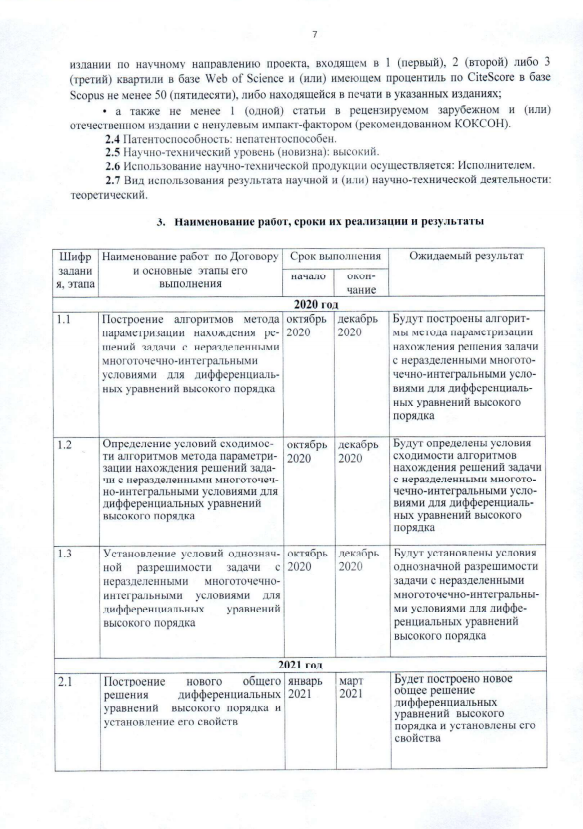 7
издании по научному направлению проекта, входящем в 1 (первый), 2 (второй) либо 3
(третий) квартили в базе Web of Science и (или) имеющем процентиль по CiteScore в базе
Scopus не менее 50 (пятидесяти), либо находящейся в печати в указанных изданиях;
• а также не менее 1 (одной) статьи в рецензируемом зарубежном и (или)
отечественном издании с ненулевым импакт-фактором (рекомендованном КОКСОН).
2.4 Патентоспособность: непатентоспособен.
2.5 Научно-технический уровень (новизна): высокий.
2.6 Использование научно-технической продукции осуществляется: Исполнителем.
2.7 Вид использования результата научной и (или) научно-технической деятельности:
теоретический.
3. Наименование работ, сроки их реализации и результаты
Шифр
задани
я, этапа
Наименование работ по Договору
и основные этапы его
выполнения
Срок выполнения
начало
окон-
чание
Ожидаемый результат
2020 год
1.1
Построение алгоритмов метода
параметризации нахождения ре-
шений задачи с неразделенными
многоточечно-интегральными
условиями для дифференциаль-
ных уравнений высокого порядка
октябрь
2020
декабрь
2020
Будут построены алгорит-
мы метода параметризации
нахождения решения задачи
с неразделенными многото-
чечно-интегральными усло-
виями для дифференциаль-
ных уравнений высокого
порядка
1.2
Определение условий сходимос-
ти алгоритмов метода параметри-
зации нахождения решений зада-
чи с неразделенными многоточеч-
но-интегральными условиями для
дифференциальных уравнений
высокого порядка
октябрь
2020
декабрь
2020
Будут определены условия
сходимости алгоритмов
нахождения решений задачи
с неразделенными многото-
чечно-интегральными усло-
виями для дифференциаль-
ных уравнений высокого
порядка
1.3
Установление условий однознач-
ной разрешимости задачи с
неразделенными многоточечно-
интегральными условиями для
дифференциальных уравнений
высокого порядка
октябрь
2020
декабрь
2020
Будут установлены условия
однозначной разрешимости
задачи с неразделенными
многоточечно-интегральны-
ми условиями для диффе-
ренциальных уравнений
высокого порядка
2021 год
2.1
Построение нового общего
решения дифференциальных
уравнений высокого порядка и
установление его свойств
январь
2021
март
2021
Будет построено новое
общее решение
дифференциальных
уравнений высокого
порядка и установлены его
свойства